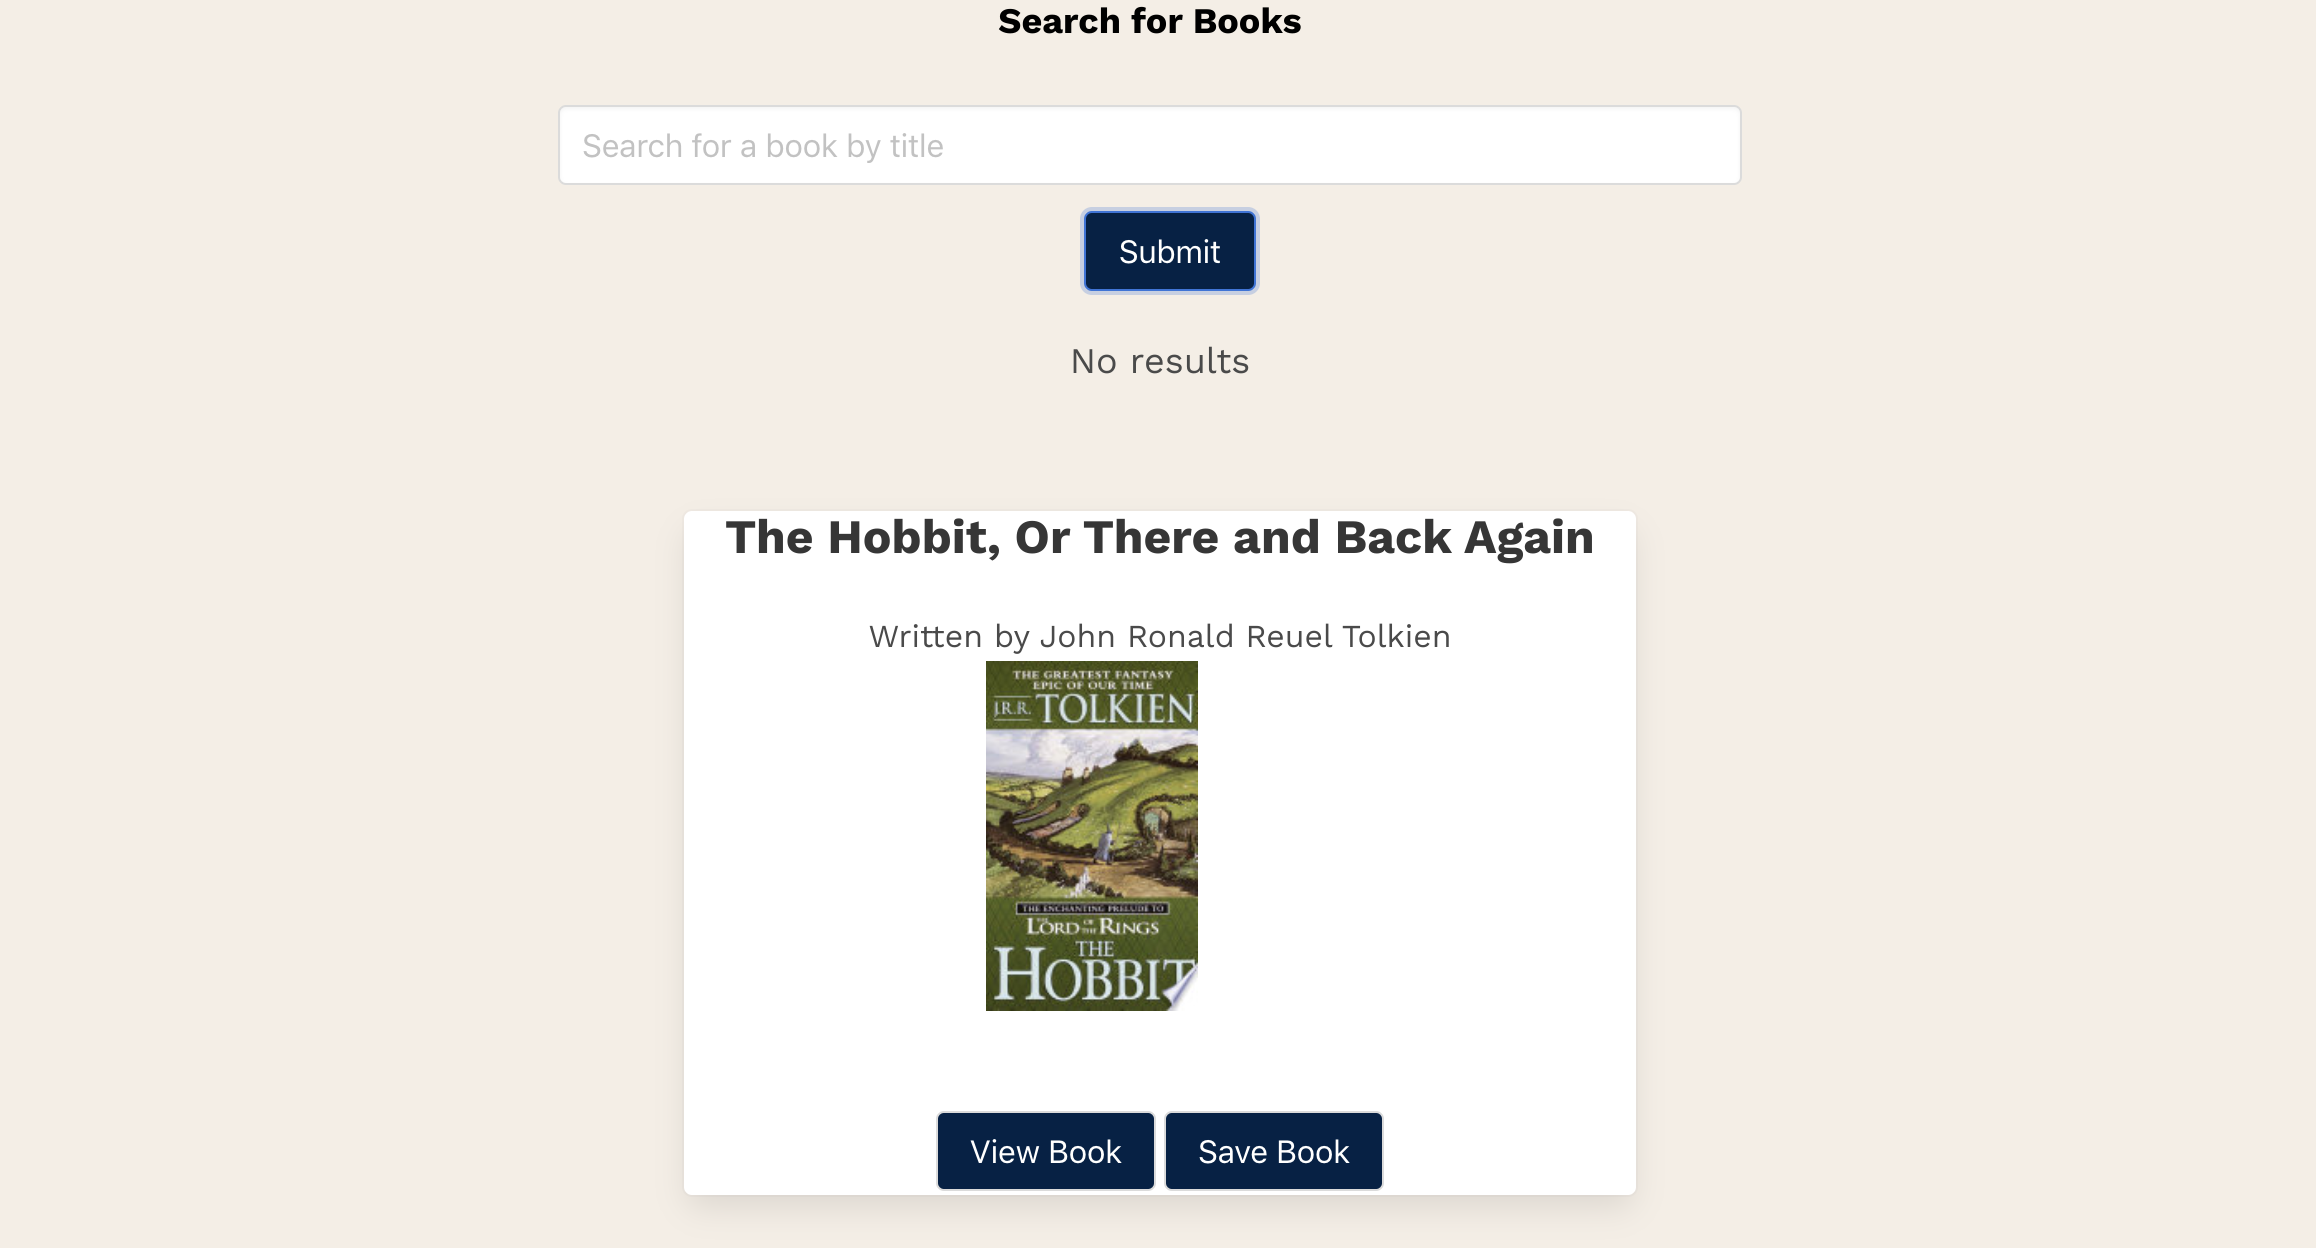 Search for Books
Search for a book by title
Submit
No results
The Hobbit, Or There and Back Again
Written by John Ronald Reuel Tolkien
THE GREATEST FANTASY
EPIC OF OUR TIME
J.R.R. TOLKIEN
THE ENCHANTING PRELUDE TO
THE LORD OF THE RINGS
THE
HOBBIT
View Book
Save Book